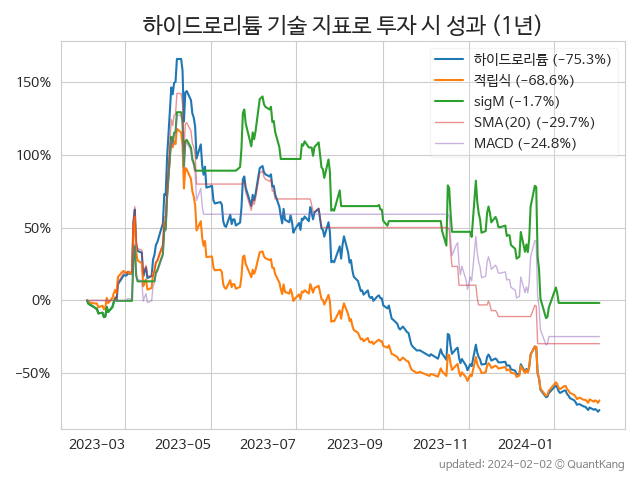 하이드로리튬 기술 지표로 투자 시 성과 (1년)
하이드로리튬 (−75.3%)
적립식 (−68.6%)
sigM (−1.7%)
SMA(20) (−29.7%)
MACD (−24.8%)
150%
100%
50%
0%
−50%
2023−03
2023−05
2023−07
2023−09
2023−11
2024−01
updated: 2024−02−02 © QuantKang